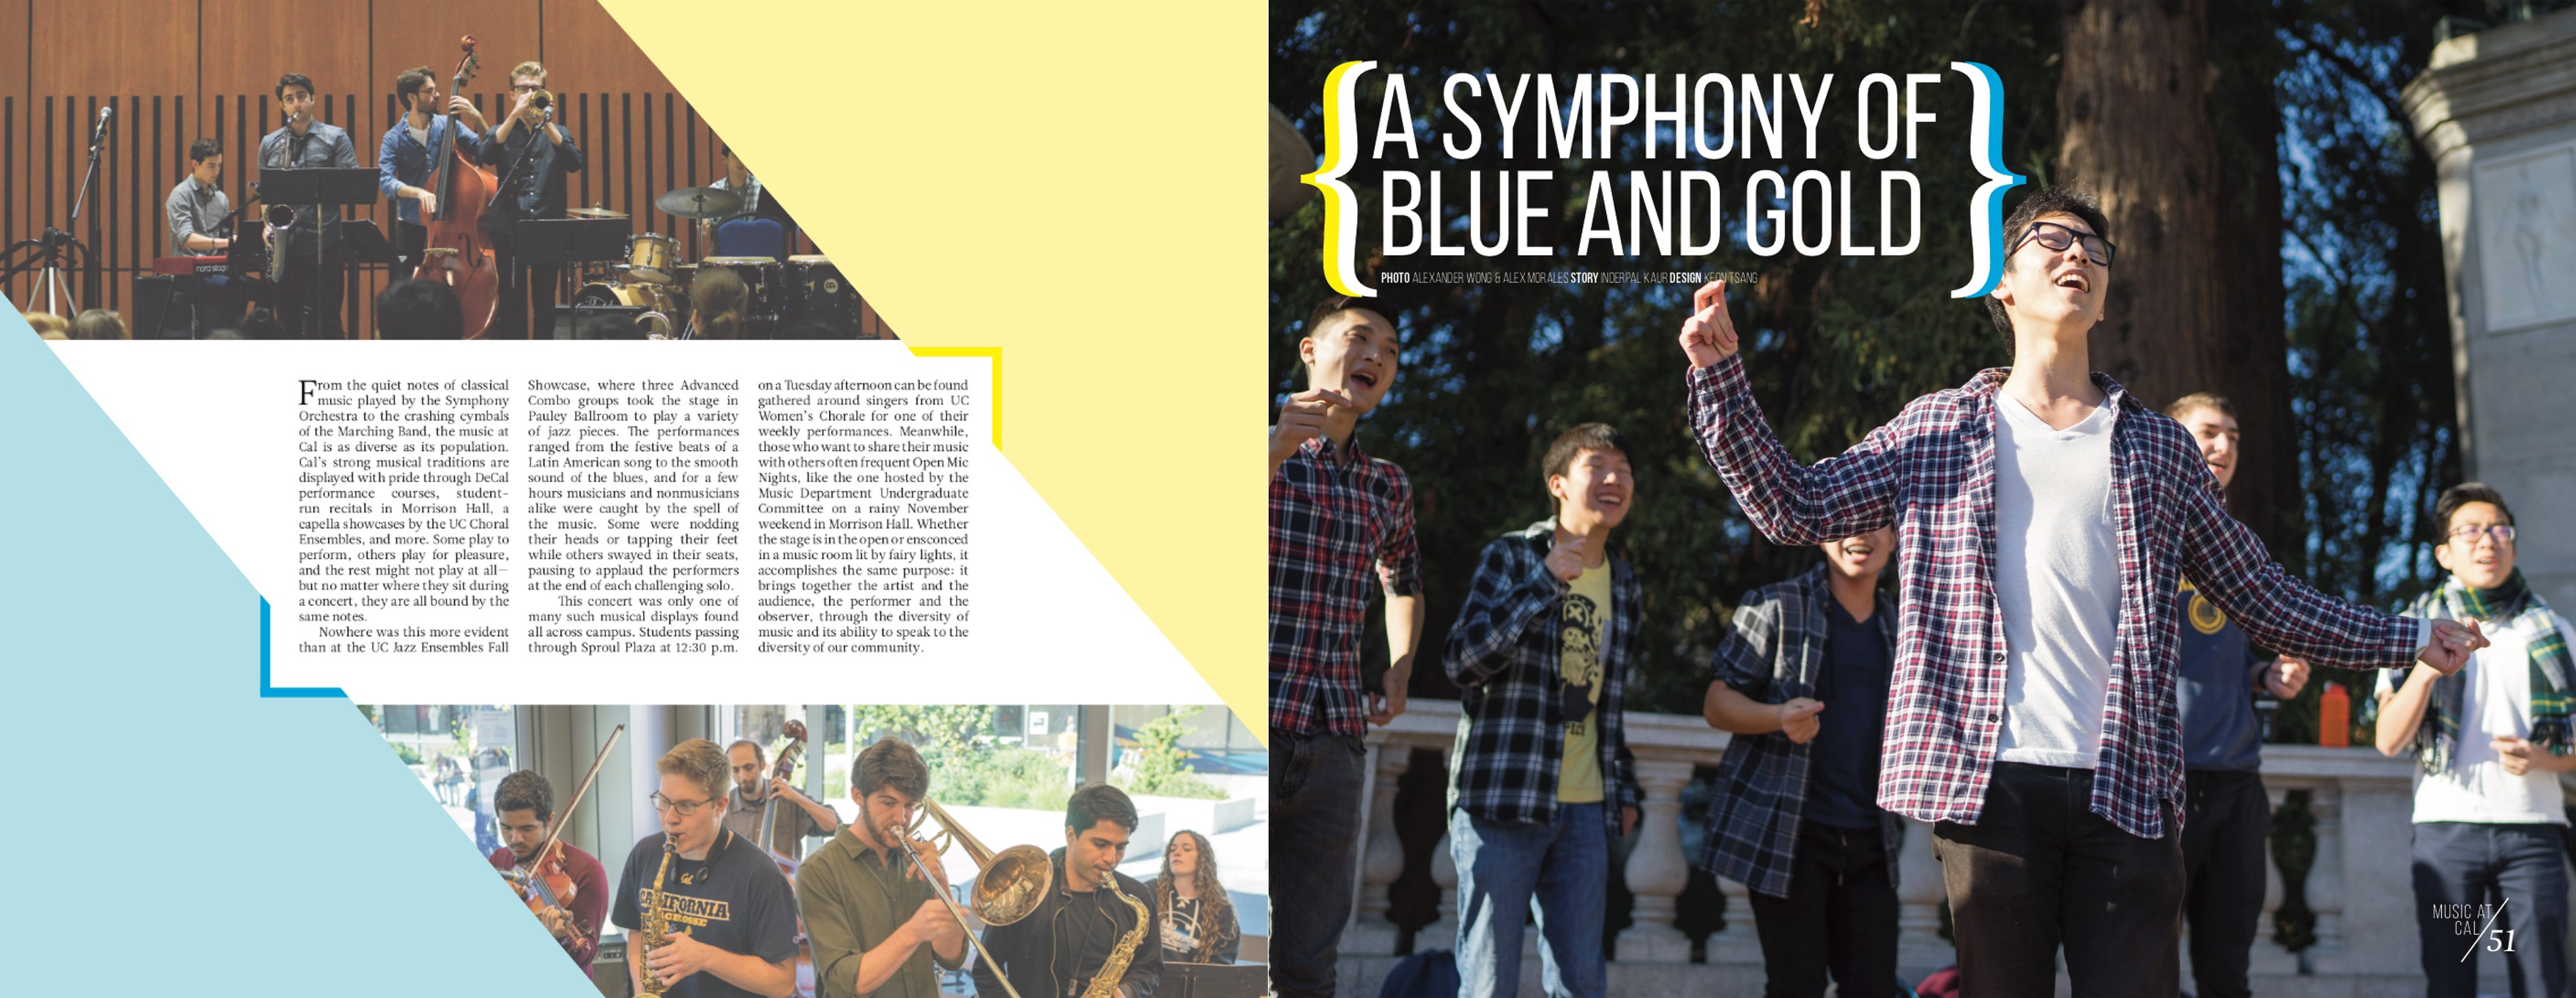 From the quiet notes of classical
music played by the Symphony
Orchestra to the crashing cymbals
of the Marching Band, the music at
Cal is as diverse as its population.
Cal's strong musical traditions are
displayed with pride through DeCal
performance courses, student-
run recitals in Morrison Hall, a
capella showcases by the UC Choral
Ensembles, and more. Some play to
perform, others play for pleasure,
and the rest might not play at all—
but no matter where they sit during
a concert, they are all bound by the
same notes.
Nowhere was this more evident
than at the UC Jazz Ensembles Fall
Showcase, where three Advanced
Combo groups took the stage in
Pauley Ballroom to play a variety
of jazz pieces. The performances
ranged from the festive beats of a
Latin American song to the smooth
sound of the blues, and for a few
hours musicians and nonmusicians
alike were caught by the spell of
the music. Some were nodding
their heads or tapping their feet
while others swayed in their seats,
pausing to applaud the performers
at the end of each challenging solo.
This concert was only one of
many such musical displays found
all across campus. Students passing
through Sproul Plaza at 12:30 p.m.
on a Tuesday afternoon can be found
gathered around singers from UC
Women's Chorale for one of their
weekly performances. Meanwhile,
those who want to share their music
with others often frequent Open Mic
Nights, like the one hosted by the
Music Department Undergraduate
Committee on a rainy November
weekend in Morrison Hall. Whether
the stage is in the open or ensconced
in a music room lit by fairy lights, it
accomplishes the same purpose: it
brings together the artist and the
audience, the performer and the
observer, through the diversity of
music and its ability to speak to the
diversity of our community.
nord stage
Cal
CALIFORNIA
LACROSSE
{A SYMPHONY OF
BLUE AND GOLD}
PHOTO ALEXANDER WONG & ALEX MORALES STORY INDERPAL KAUR DESIGN KEON TSANG
MUSIC AT
CAL
51